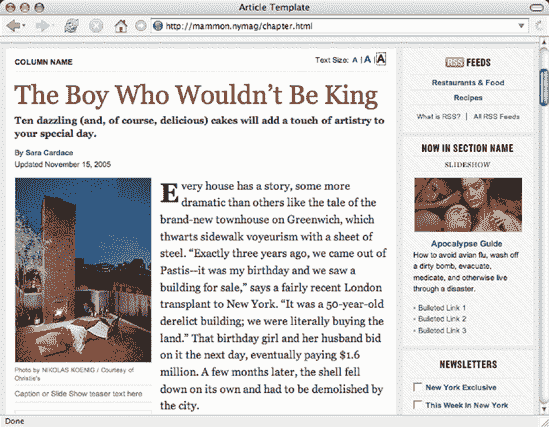 Article Template
http://mammon.nymag/chapter.html
COLUMN NAME
Text Size: A | A | A
The Boy Who Wouldn't Be King
Ten dazzling (and, of course, delicious) cakes will add a touch of artistry to
your special day.
By Sara Cardace
Updated November 15, 2005
Every house has a story, some more
dramatic than others like the tale of the
brand-new townhouse on Greenwich, which
thwarts sidewalk voyeurism with a sheet of
steel. “Exactly three years ago, we came out of
Pastis--it was my birthday and we saw a
building for sale,” says a fairly recent London
transplant to New York. “It was a 50-year-old
derelict building; we were literally buying the
land.” That birthday girl and her husband bid
on it the next day, eventually paying $1.6
million. A few months later, the shell fell
down on its own and had to be demolished by
the city.
Photo by NIKOLAS KOENIG / Courtesy of
Christie's
Caption or Slide Show teaser text here
RSS FEEDS
Restaurants & Food
Recipes
What is RSS? | All RSS Feeds
NOW IN SECTION NAME
SLIDESHOW
Apocalypse Guide
How to avoid avian flu, wash off
a dirty bomb, evacuate,
medicate, and otherwise live
through a disaster.
• Bulleted Link 1
• Bulleted Link 2
• Bulleted Link 3
NEWSLETTERS
New York Exclusive
This Week In New York
Done